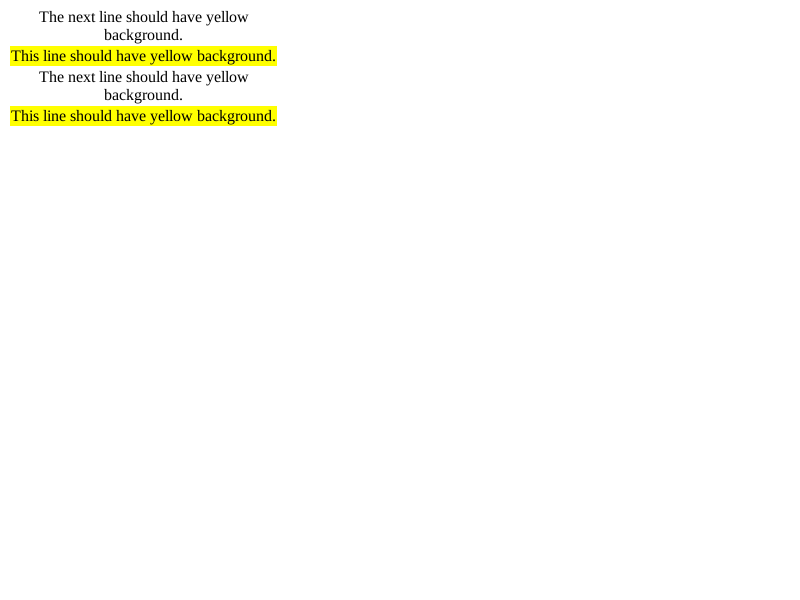 The next line should have yellow
background.
This line should have yellow background.
The next line should have yellow
background.
This line should have yellow background.